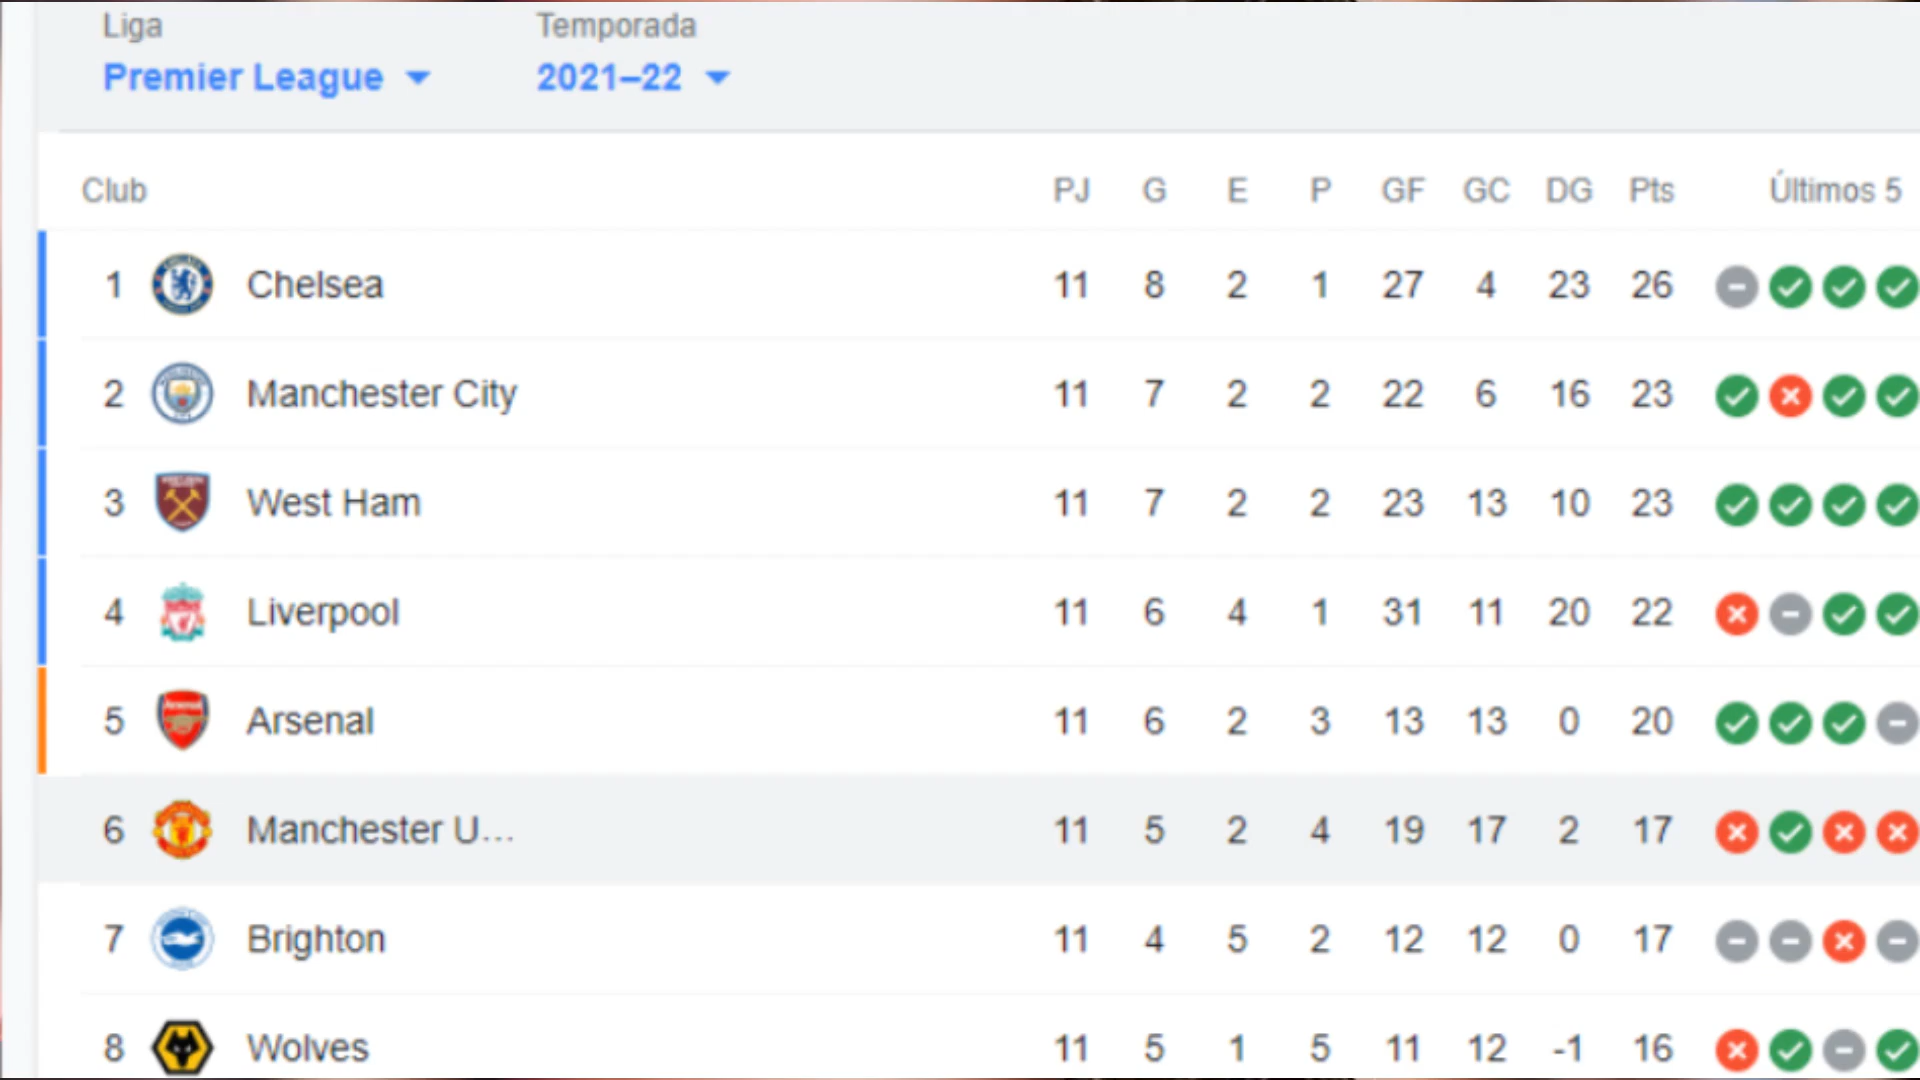 Liga Temporada
Premier League 2021–22
Club PJ G E P GF GC DG Pts Últimos 5
1 Chelsea 11 8 2 1 27 4 23 26
2 Manchester City 11 7 2 2 22 6 16 23
3 West Ham 11 7 2 2 23 13 10 23
4 Liverpool 11 6 4 1 31 11 20 22
5 Arsenal 11 6 2 3 13 13 0 20
6 Manchester U... 11 5 2 4 19 17 2 17
7 Brighton 11 4 5 2 12 12 0 17
8 Wolves 11 5 1 5 11 12 -1 16